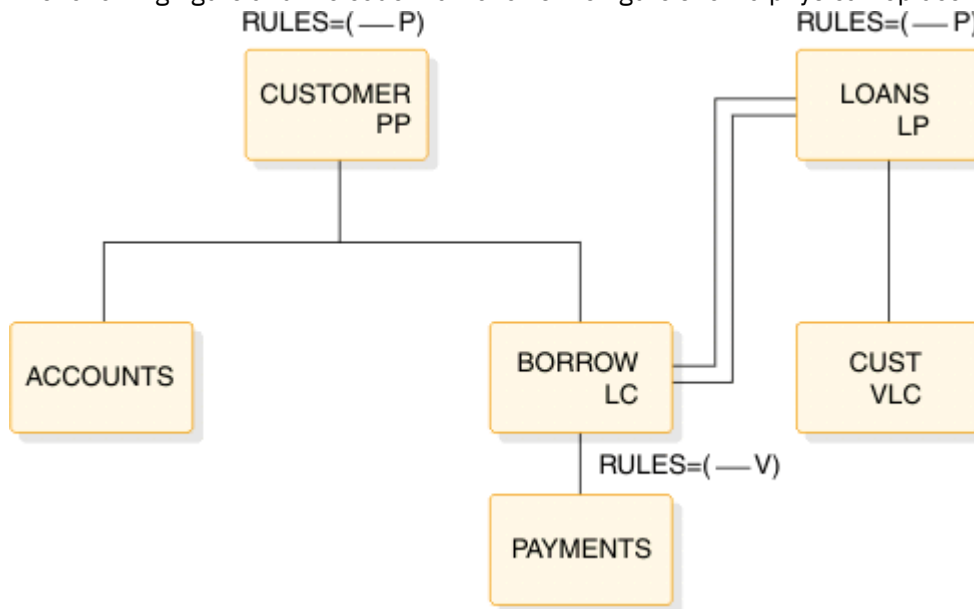 RULES=( — P) RULES=( — P)
CUSTOMER
PP
LOANS
LP
ACCOUNTS
BORROW
LC
CUST
VLC
RULES=( — V)
PAYMENTS